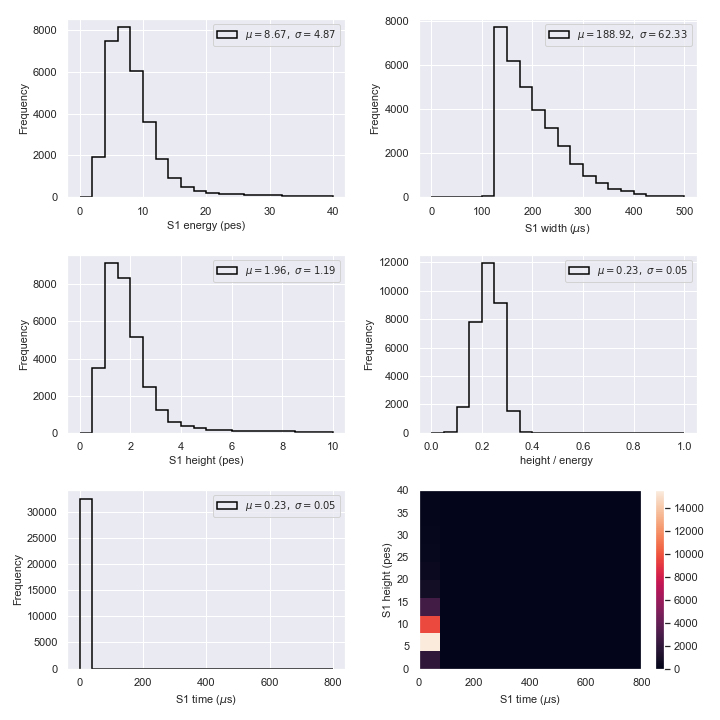 μ = 8.67, σ = 4.87
8000
6000
4000
2000
0
Frequency
0 10 20 30 40
S1 energy (pes)
μ = 188.92, σ = 62.33
8000
6000
4000
2000
0
Frequency
0 100 200 300 400 500
S1 width (μs)
μ = 1.96, σ = 1.19
8000
6000
4000
2000
0
Frequency
0 2 4 6 8 10
S1 height (pes)
μ = 0.23, σ = 0.05
12000
10000
8000
6000
4000
2000
0
Frequency
0.0 0.2 0.4 0.6 0.8 1.0
height / energy
μ = 0.23, σ = 0.05
30000
25000
20000
15000
10000
5000
0
Frequency
0 200 400 600 800
S1 time (μs)
40
35
30
25
20
15
10
5
0
S1 height (pes)
0 200 400 600 800
S1 time (μs)
14000
12000
10000
8000
6000
4000
2000
0